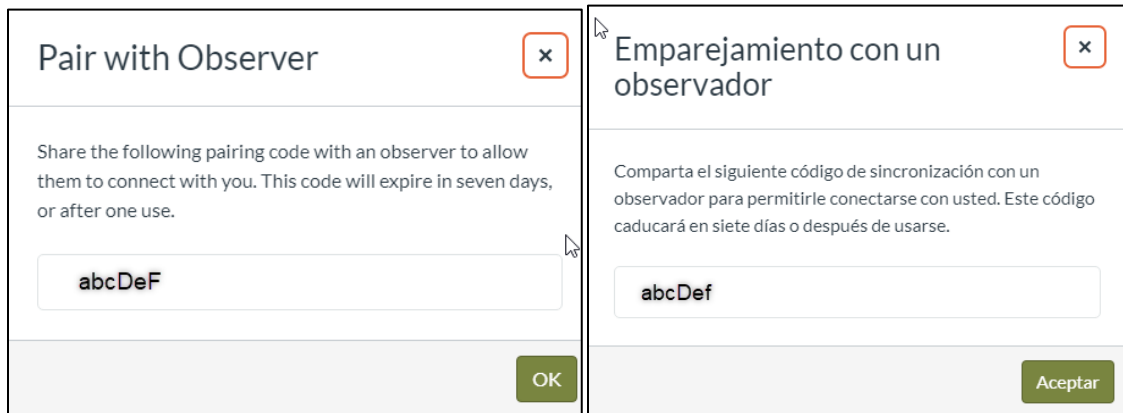 Pair with Observer
×
Share the following pairing code with an observer to allow
them to connect with you. This code will expire in seven days,
or after one use.
abcDeF
OK
Emparejamiento con un
observador
×
Comparta el siguiente código de sincronización con un
observador para permitirle conectarse con usted. Este código
caducará en siete días o después de usarse.
abcDef
Aceptar